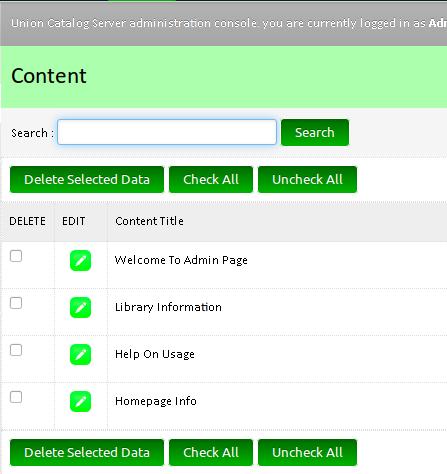 Union Catalog Server administration console, you are currently logged in as
Content
Search : Search
Delete Selected Data Check All Uncheck All
DELETE EDIT Content Title
Welcome To Admin Page
Library Information
Help On Usage
Homepage Info
Delete Selected Data Check All Uncheck All